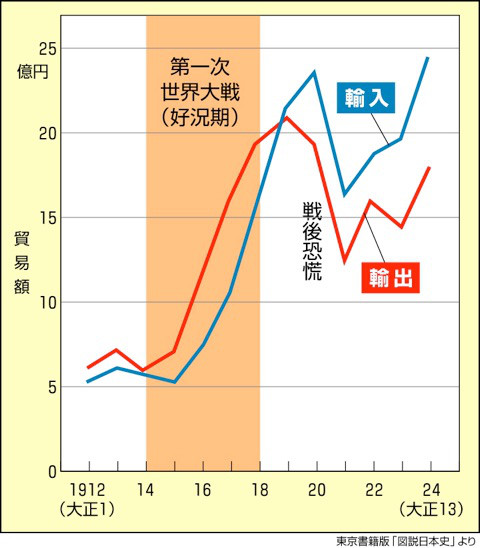 25
億円
20
15
10
5
0
貿易額
第一次
世界大戦
（好況期）
輸入
戦後恐慌
輸出
1912
（大正1）
14
16
18
20
22
24
（大正13）
東京書籍版「図説日本史」より